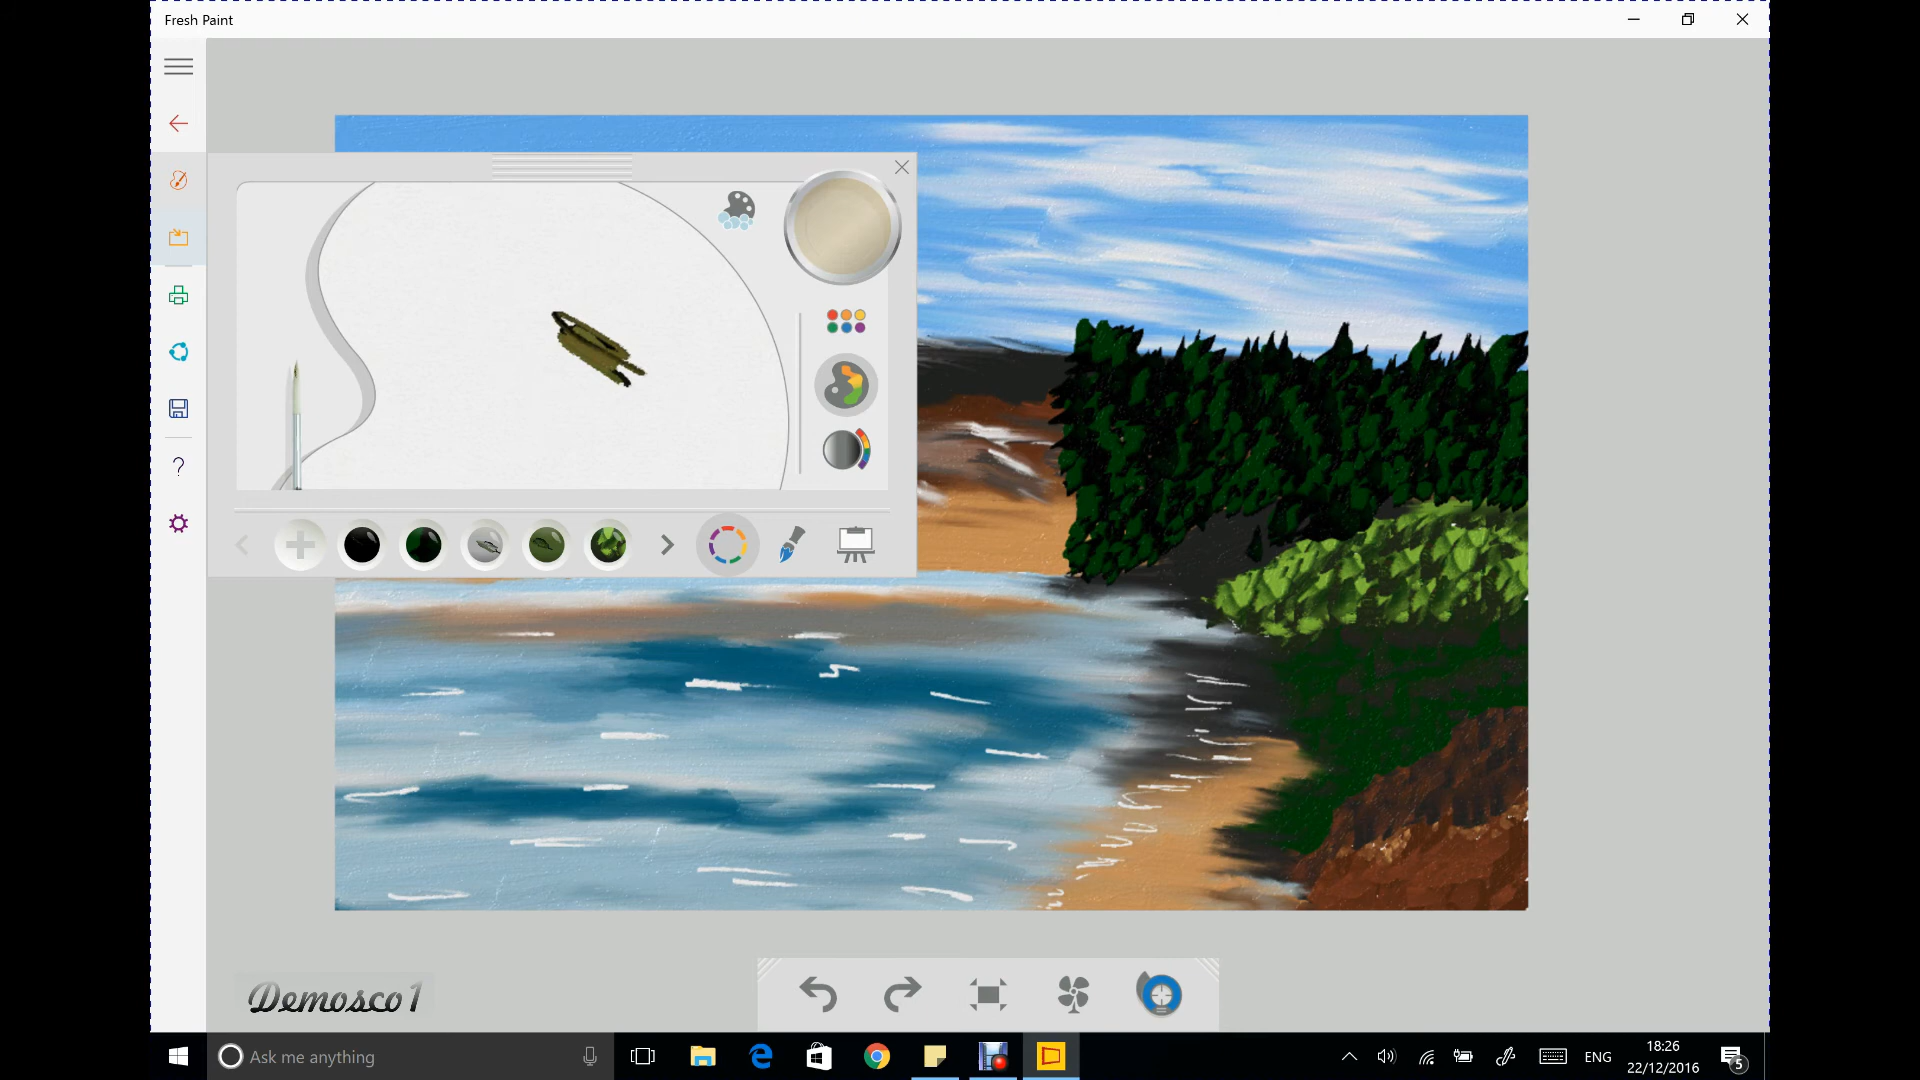 Fresh Paint
?
Demosco1
Ask me anything
ENG
18:26
22/12/2016
5